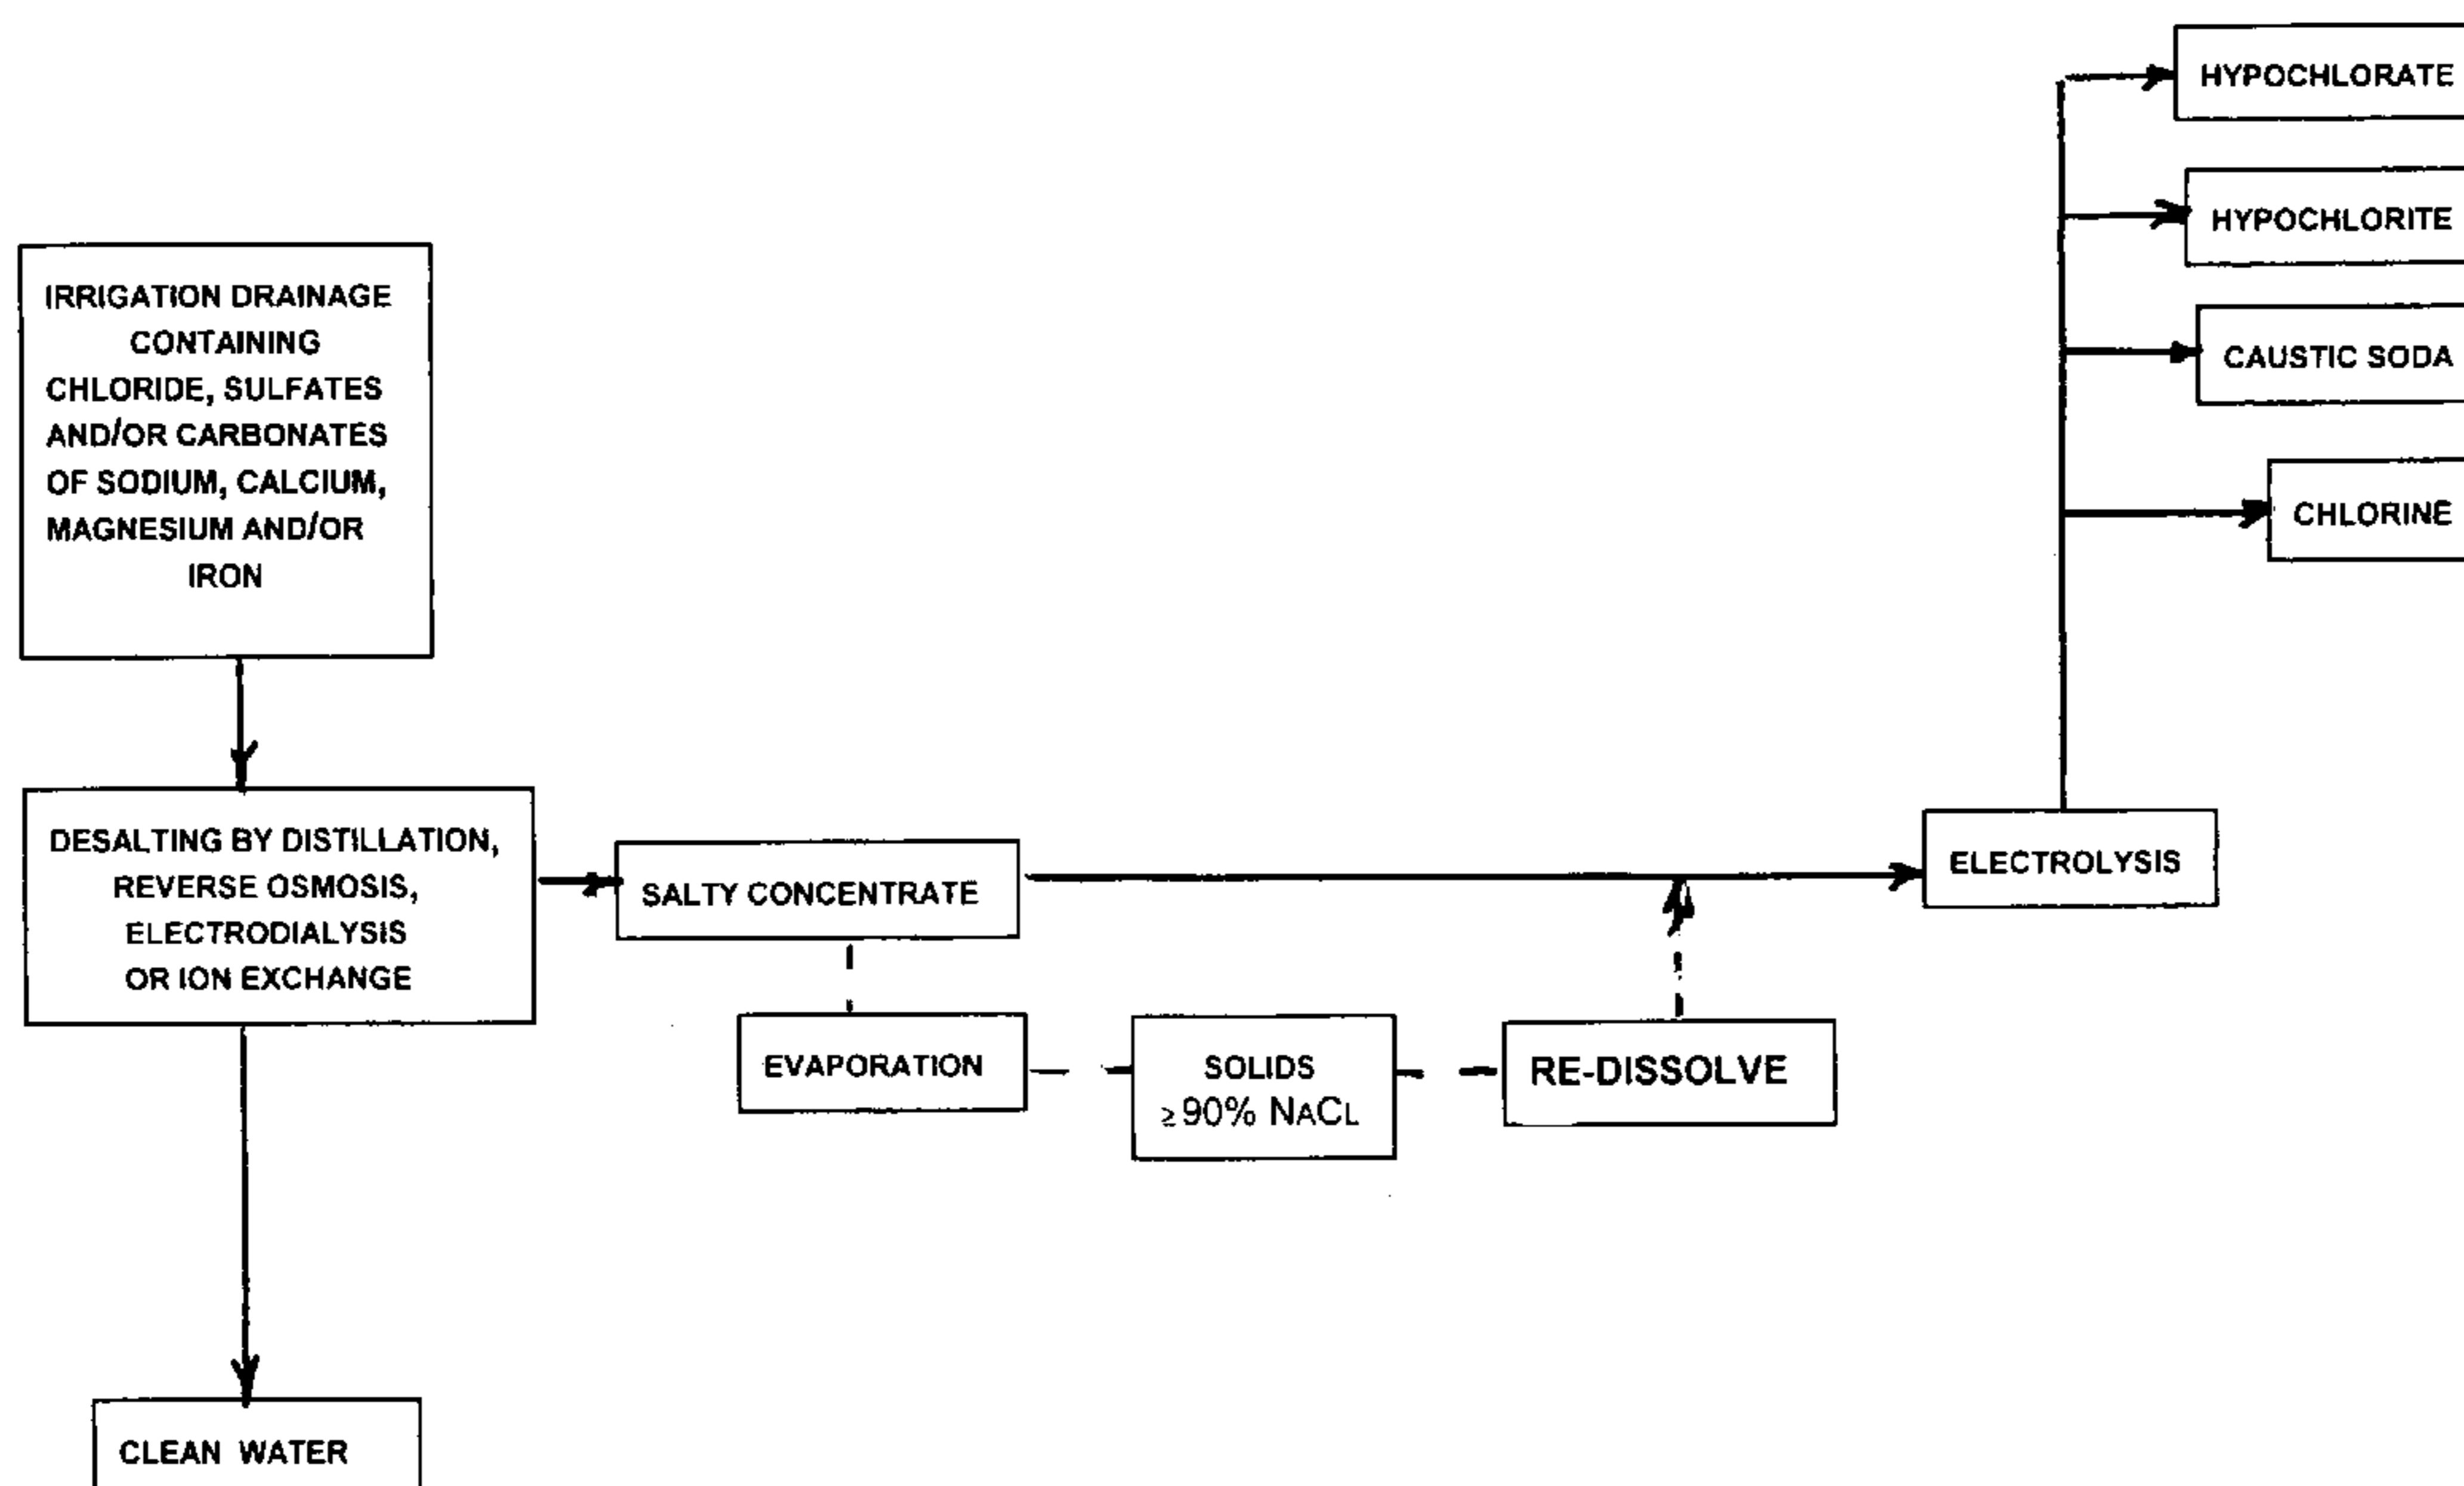 HYPOCHLORATE
HYPOCHLORITE
CAUSTIC SODA
CHLORINE
IRRIGATION DRAINAGE
CONTAINING
CHLORIDE, SULFATES
AND/OR CARBONATES
OF SODIUM, CALCIUM,
MAGNESIUM AND/OR
IRON
DESALTING BY DISTILLATION,
REVERSE OSMOSIS,
ELECTRODIALYSIS
OR ION EXCHANGE
SALTY CONCENTRATE
ELECTROLYSIS
EVAPORATION
SOLIDS
≥90% NACL
RE-DISSOLVE
CLEAN WATER